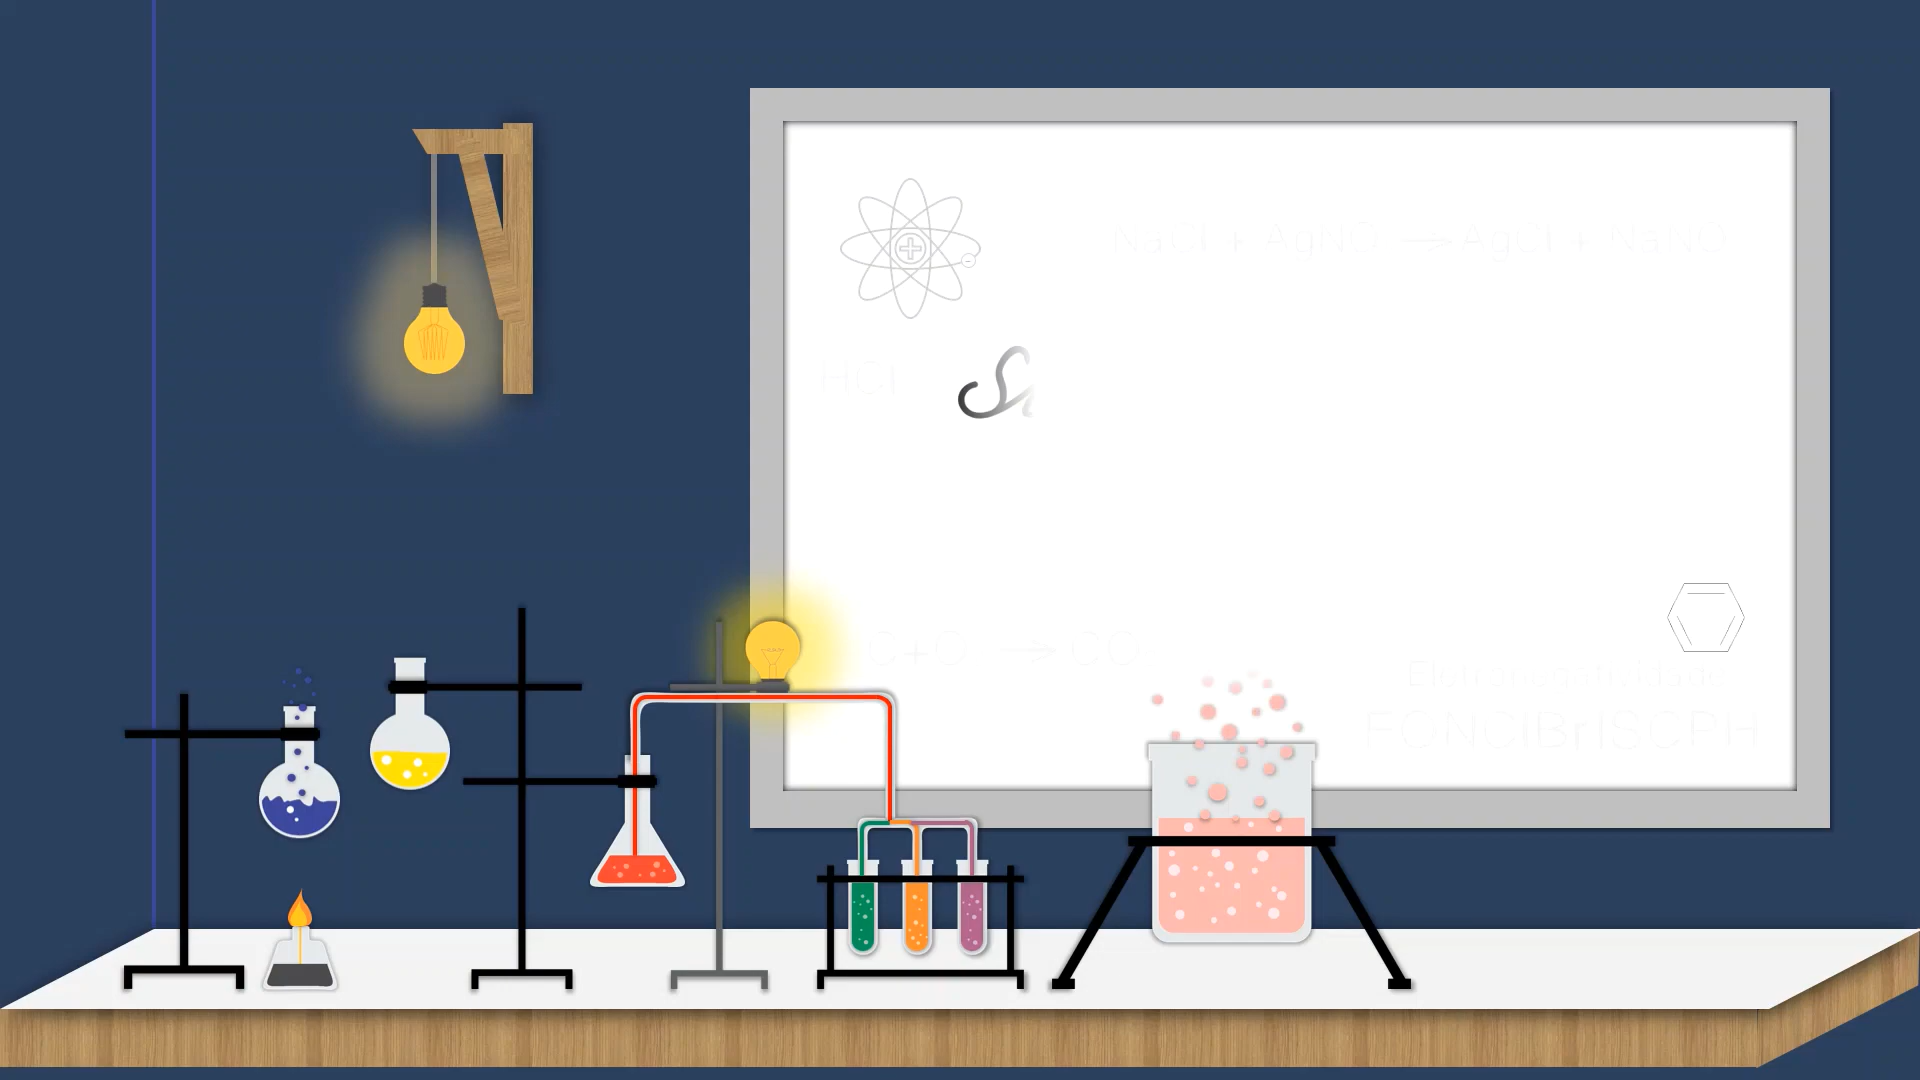 NaCl + AgNO → AgCl + NaNO
HCl
C+O → CO
FONClBrISCPH